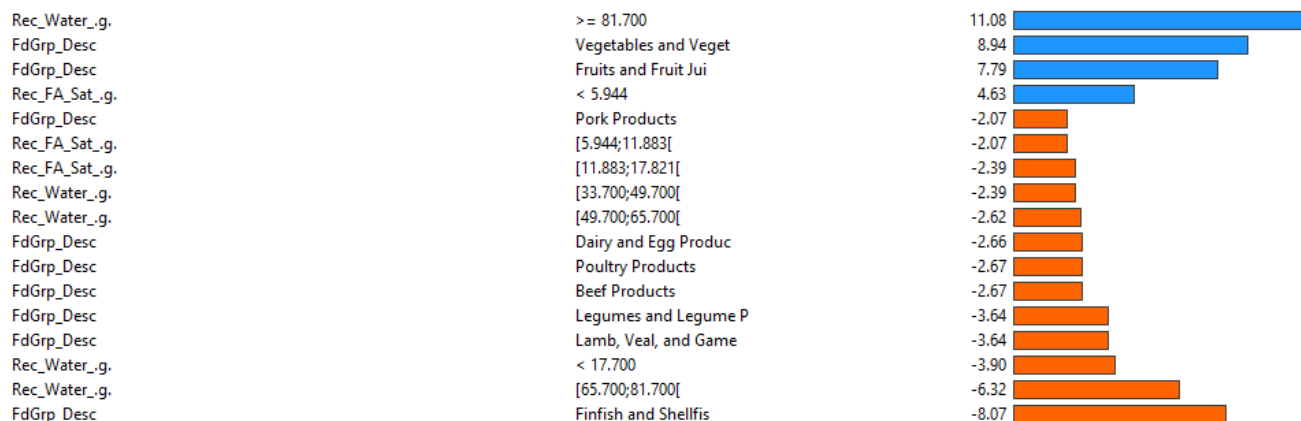 Rec_Water_.g. >= 81.700 11.08
FdGrp_Desc Vegetables and Veget 8.94
FdGrp_Desc Fruits and Fruit Jui 7.79
Rec_FA_Sat_.g. < 5.944 4.63
FdGrp_Desc Pork Products -2.07
Rec_FA_Sat_.g. [5.944;11.883[ -2.07
Rec_FA_Sat_.g. [11.883;17.821[ -2.39
Rec_Water_.g. [33.700;49.700[ -2.39
Rec_Water_.g. [49.700;65.700[ -2.62
FdGrp_Desc Dairy and Egg Produc -2.66
FdGrp_Desc Poultry Products -2.67
FdGrp_Desc Beef Products -2.67
FdGrp_Desc Legumes and Legume P -3.64
FdGrp_Desc Lamb, Veal, and Game -3.64
Rec_Water_.g. < 17.700 -3.90
Rec_Water_.g. [65.700;81.700[ -6.32
FdGrp_Desc Finfish and Shellfis -8.07